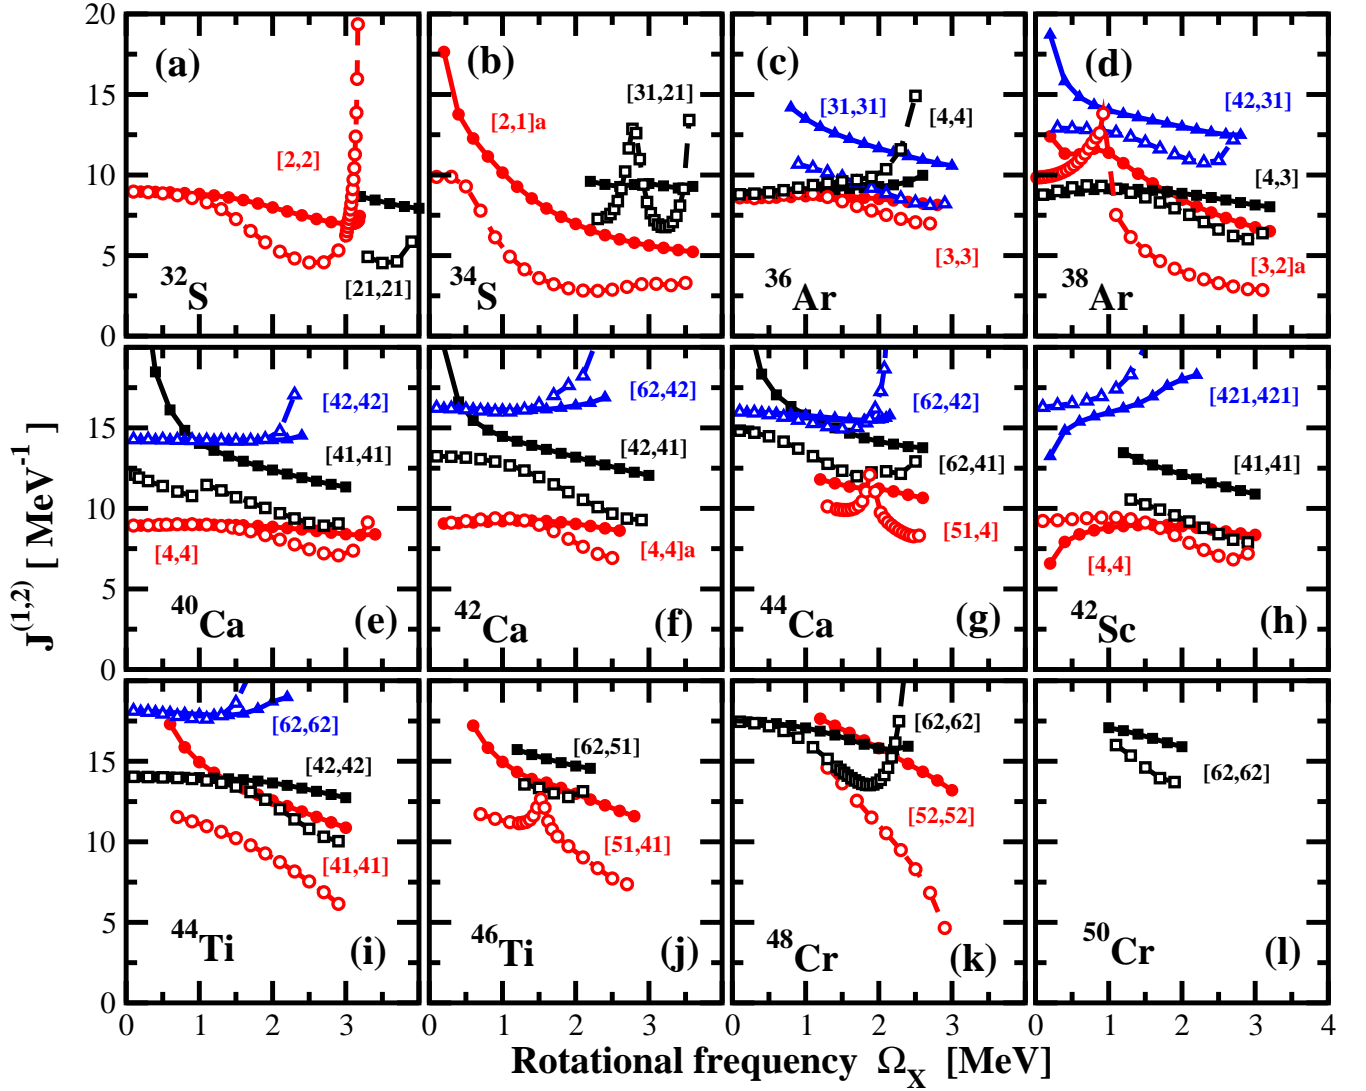 J(1,2) [ MeV-1]
20
15
10
5
0
(a)
[2,2]
32S
[21,21]
(b)
[2,1]a
[31,21]
34S
(c)
[31,31]
[4,4]
36Ar
[3,3]
(d)
[42,31]
[4,3]
38Ar
[3,2]a
15
10
5
0
[42,42]
[41,41]
[4,4]
40Ca
(e)
[62,42]
[42,41]
[4,4]a
42Ca
(f)
[62,42]
[62,41]
[51,4]
44Ca
(g)
[421,421]
[41,41]
[4,4]
42Sc
(h)
15
10
5
0
[62,62]
[42,42]
[41,41]
44Ti
(i)
[62,51]
[51,41]
46Ti
(j)
[62,62]
[52,52]
48Cr
(k)
[62,62]
50Cr
(l)
0 1 2 3 0 1 2 3 0 1 2 3 0 1 2 3 4
Rotational frequency ΩX [MeV]